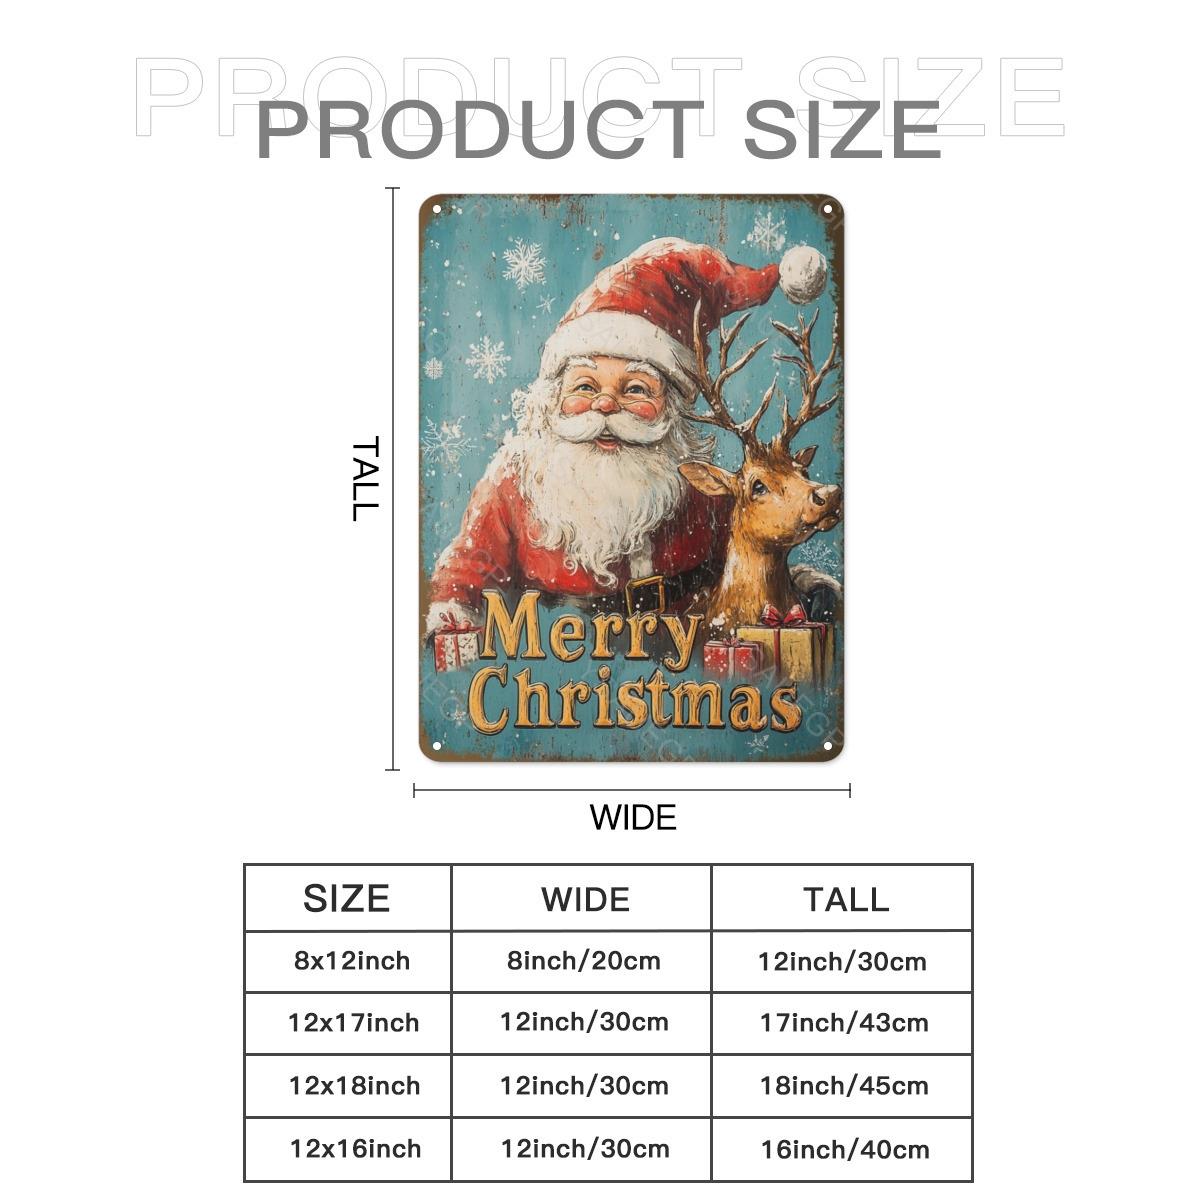 PRODUCT SIZE
PRODUCT SIZE
TALL
Merry
Christmas
WIDE
SIZE WIDE TALL
8x12inch 8inch/20cm 12inch/30cm
12x17inch 12inch/30cm 17inch/43cm
12x18inch 12inch/30cm 18inch/45cm
12x16inch 12inch/30cm 16inch/40cm